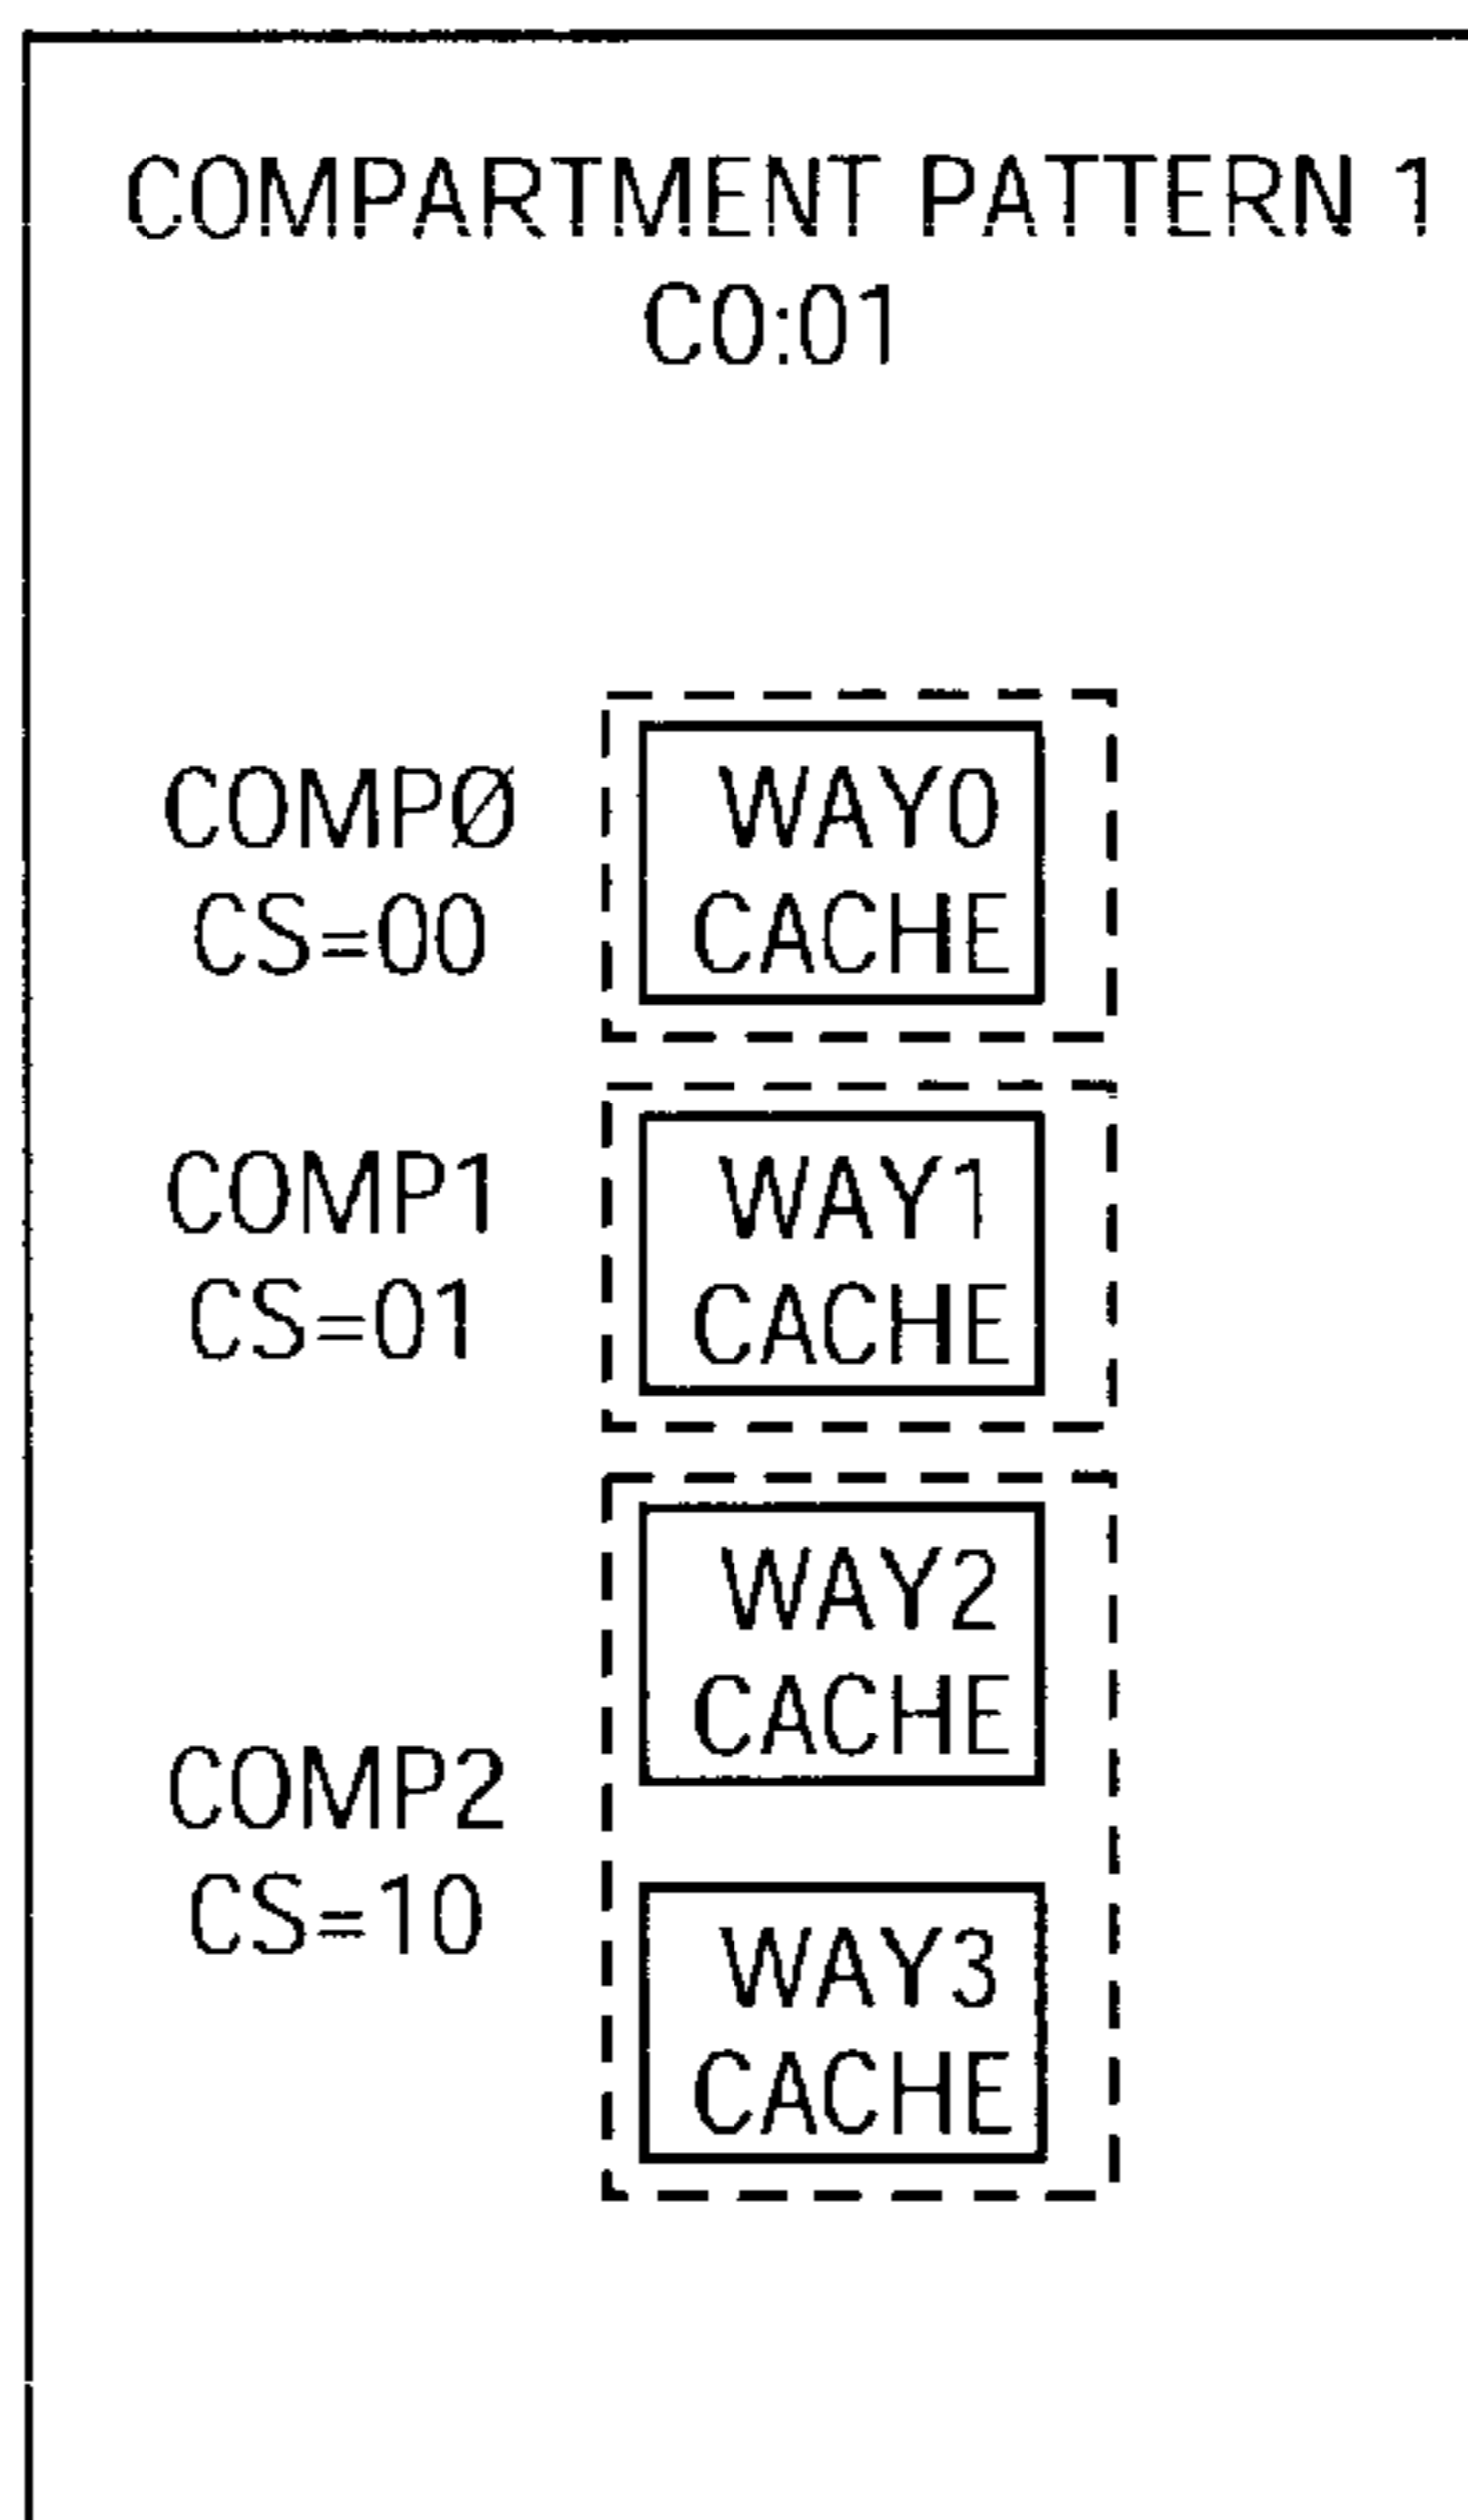 COMPARTMENT PATTERN 1
C0:01
COMPØ
CS=00
WAY0
CACHE
COMP1
CS=01
WAY1
CACHE
WAY2
CACHE
COMP2
CS=10
WAY3
CACHE